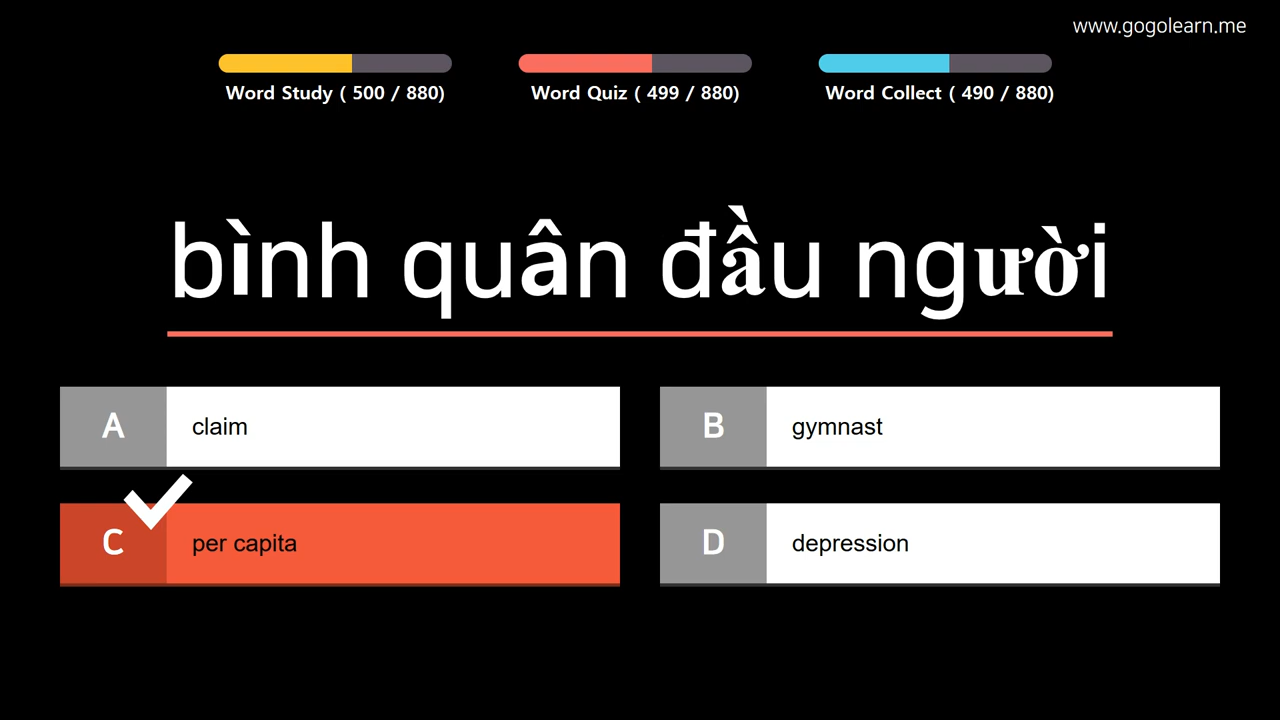 www.gogolearn.me
Word Study ( 500 / 880)
Word Quiz ( 499 / 880)
Word Collect ( 490 / 880)
bình quân đầu người
A claim
B gymnast
C per capita
D depression